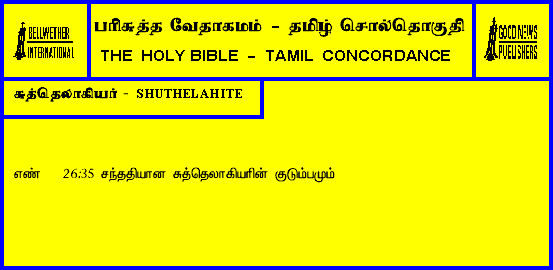 BELLWETHER
INTERNATIONAL
பரிசுத்த வேதாகமம் - தமிழ் சொல்தொகுதி
THE HOLY BIBLE - TAMIL CONCORDANCE
GOOD NEWS
PUBLISHERS
சுத்தெலாகியர் - SHUTHELAHITE
எண் 26:35 சந்ததியான சுத்தெலாகியரின் குடும்பமும்